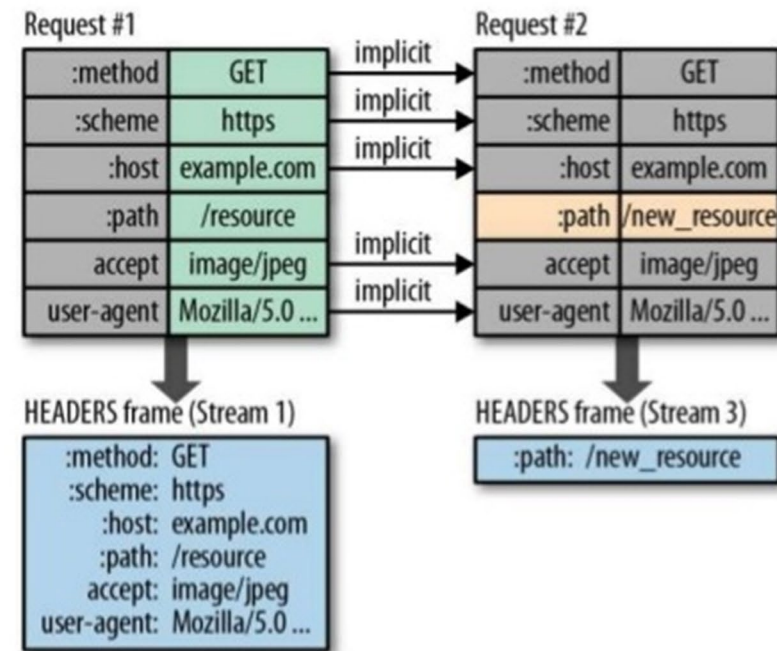 Request #1
:method GET
:scheme https
:host example.com
:path /resource
accept image/jpeg
user-agent Mozilla/5.0 ...
implicit
implicit
implicit
implicit
implicit
Request #2
:method GET
:scheme https
:host example.com
:path /new_resource
accept image/jpeg
user-agent Mozilla/5.0 ...
HEADERS frame (Stream 1)
:method: GET
:scheme: https
:host: example.com
:path: /resource
accept: image/jpeg
user-agent: Mozilla/5.0 ...
HEADERS frame (Stream 3)
:path: /new_resource